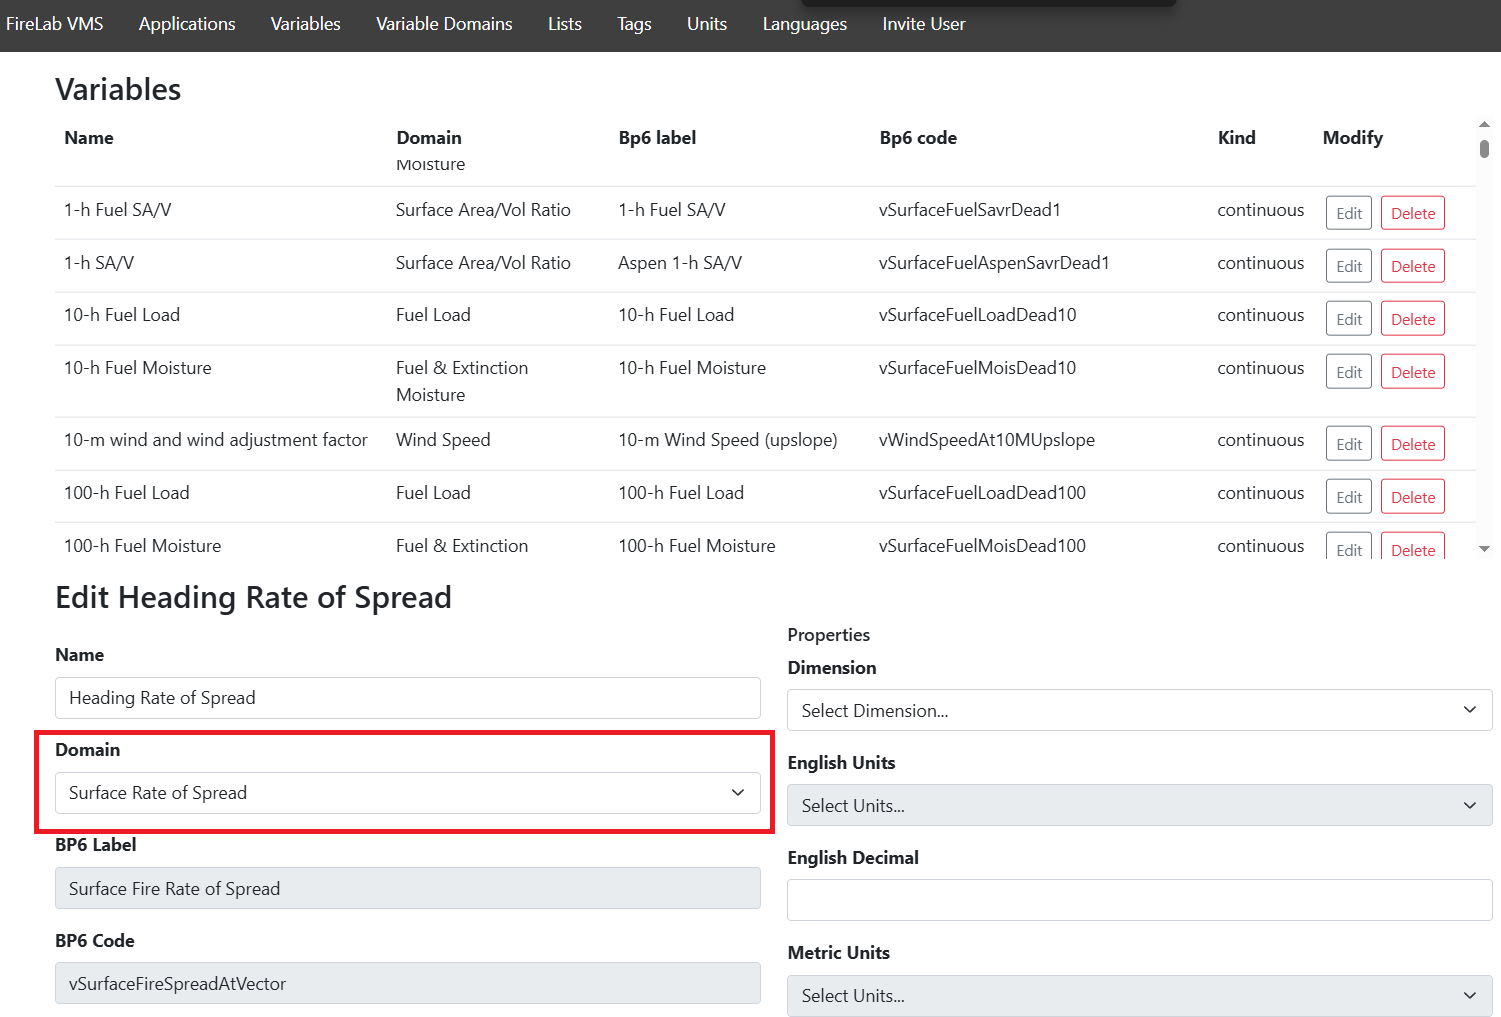 FireLab VMS Applications Variables Variable Domains Lists Tags Units Languages Invite User
Variables
Name Domain Bp6 label Bp6 code Kind Modify
Moisture
1-h Fuel SA/V Surface Area/Vol Ratio 1-h Fuel SA/V vSurfaceFuelSavrDead1 continuous Edit Delete
1-h SA/V Surface Area/Vol Ratio Aspen 1-h SA/V vSurfaceFuelAspenSavrDead1 continuous Edit Delete
10-h Fuel Load Fuel Load 10-h Fuel Load vSurfaceFuelLoadDead10 continuous Edit Delete
10-h Fuel Moisture Fuel & Extinction 10-h Fuel Moisture vSurfaceFuelMoisDead10 continuous Edit Delete
Moisture
10-m wind and wind adjustment factor Wind Speed 10-m Wind Speed (upslope) vWindSpeedAt10MUpslope continuous Edit Delete
100-h Fuel Load Fuel Load 100-h Fuel Load vSurfaceFuelLoadDead100 continuous Edit Delete
100-h Fuel Moisture Fuel & Extinction 100-h Fuel Moisture vSurfaceFuelMoisDead100 continuous Edit Delete
Edit Heading Rate of Spread
Name
Heading Rate of Spread
Domain
Surface Rate of Spread
BP6 Label
Surface Fire Rate of Spread
BP6 Code
vSurfaceFireSpreadAtVector
Properties
Dimension
Select Dimension...
English Units
Select Units...
English Decimal
Metric Units
Select Units...